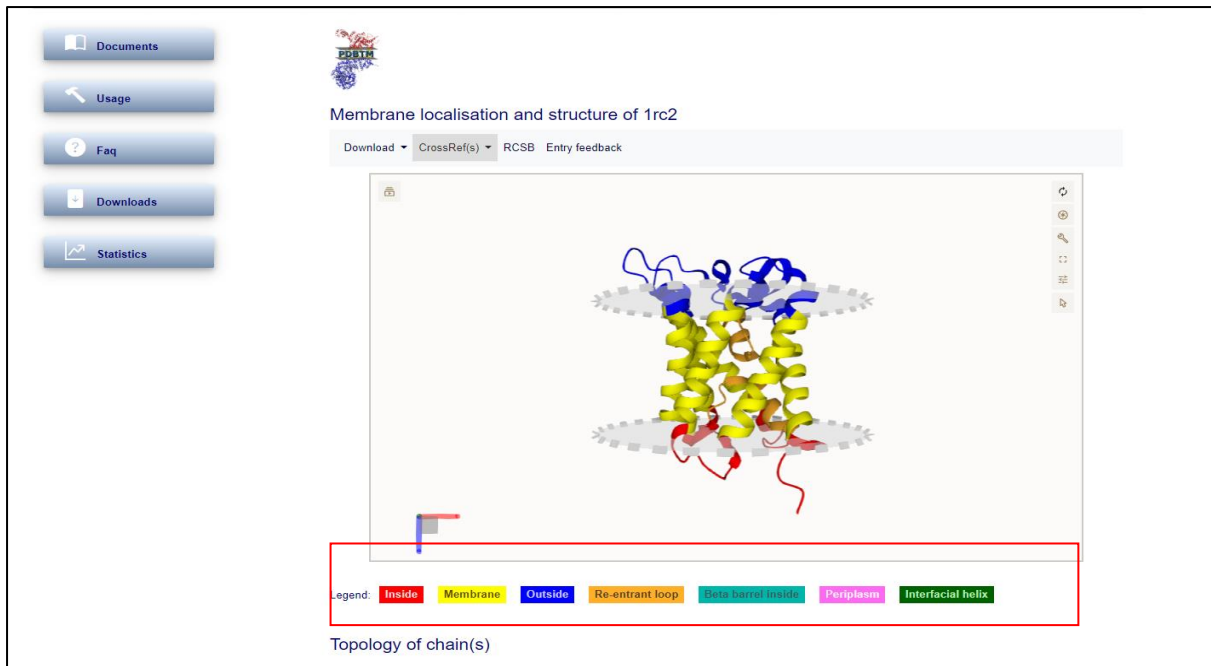 Documents
Usage
Faq
Downloads
Statistics
PDBTM
Membrane localisation and structure of 1rc2
Download CrossRef(s) RCSB Entry feedback
Legend: Inside Membrane Outside Re-entrant loop Beta barrel inside Periplasm Interfacial helix
Topology of chain(s)